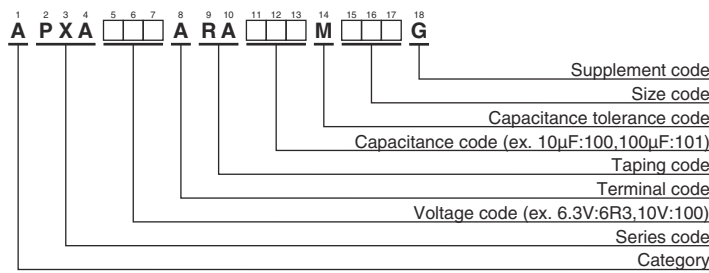 1 2 3 4 5 6 7 8 9 10 11 12 13 14 15 16 17 18
A P X A A R A M G
Supplement code
Size code
Capacitance tolerance code
Capacitance code (ex. 10μF:100,100μF:101)
Taping code
Terminal code
Voltage code (ex. 6.3V:6R3,10V:100)
Series code
Category